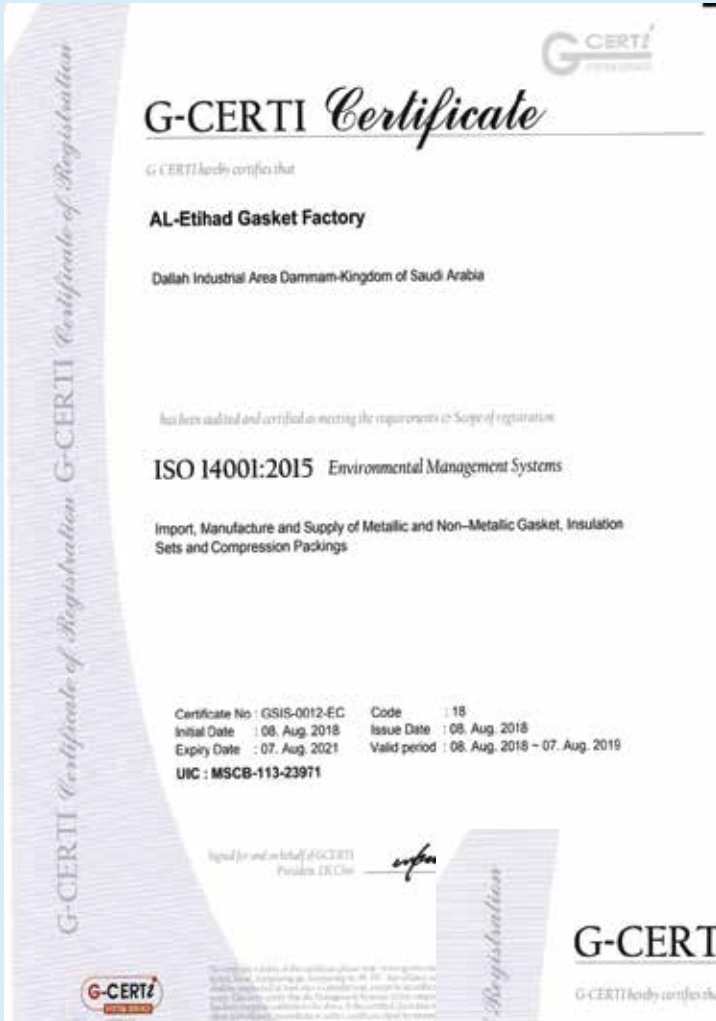 G CERTi
G-CERTI Certificate
G CERTI hereby certifies that
AL-Etihad Gasket Factory
Dallah Industrial Area Dammam-Kingdom of Saudi Arabia
has been audited and certified as meeting the requirements & Scope of registration
ISO 14001:2015 Environmental Management Systems
Import, Manufacture and Supply of Metallic and Non–Metallic Gasket, Insulation
Sets and Compression Packings
Certificate No : GSIS-0012-EC Code : 18
Initial Date : 08. Aug. 2018 Issue Date : 08. Aug. 2018
Expiry Date : 07. Aug. 2021 Valid period : 08. Aug. 2018 ~ 07. Aug. 2019
UIC : MSCB-113-23971
Signed for and on behalf of GCERTI
President
G-CERTi
G-CERTI Certificate of Registration G-CERTI Certificate of Registration
Registration
G-CERT
G-CERTI hereby certifies tha